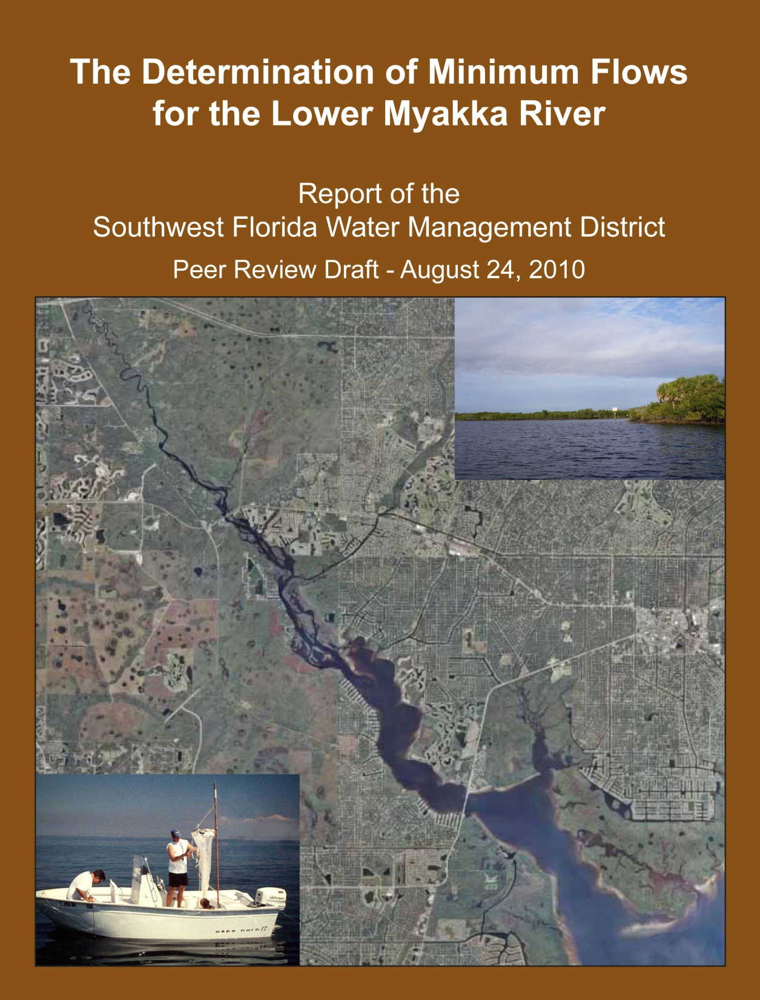 The Determination of Minimum Flows
for the Lower Myakka River
Report of the
Southwest Florida Water Management District
Peer Review Draft - August 24, 2010
Johnson
cape horn 17